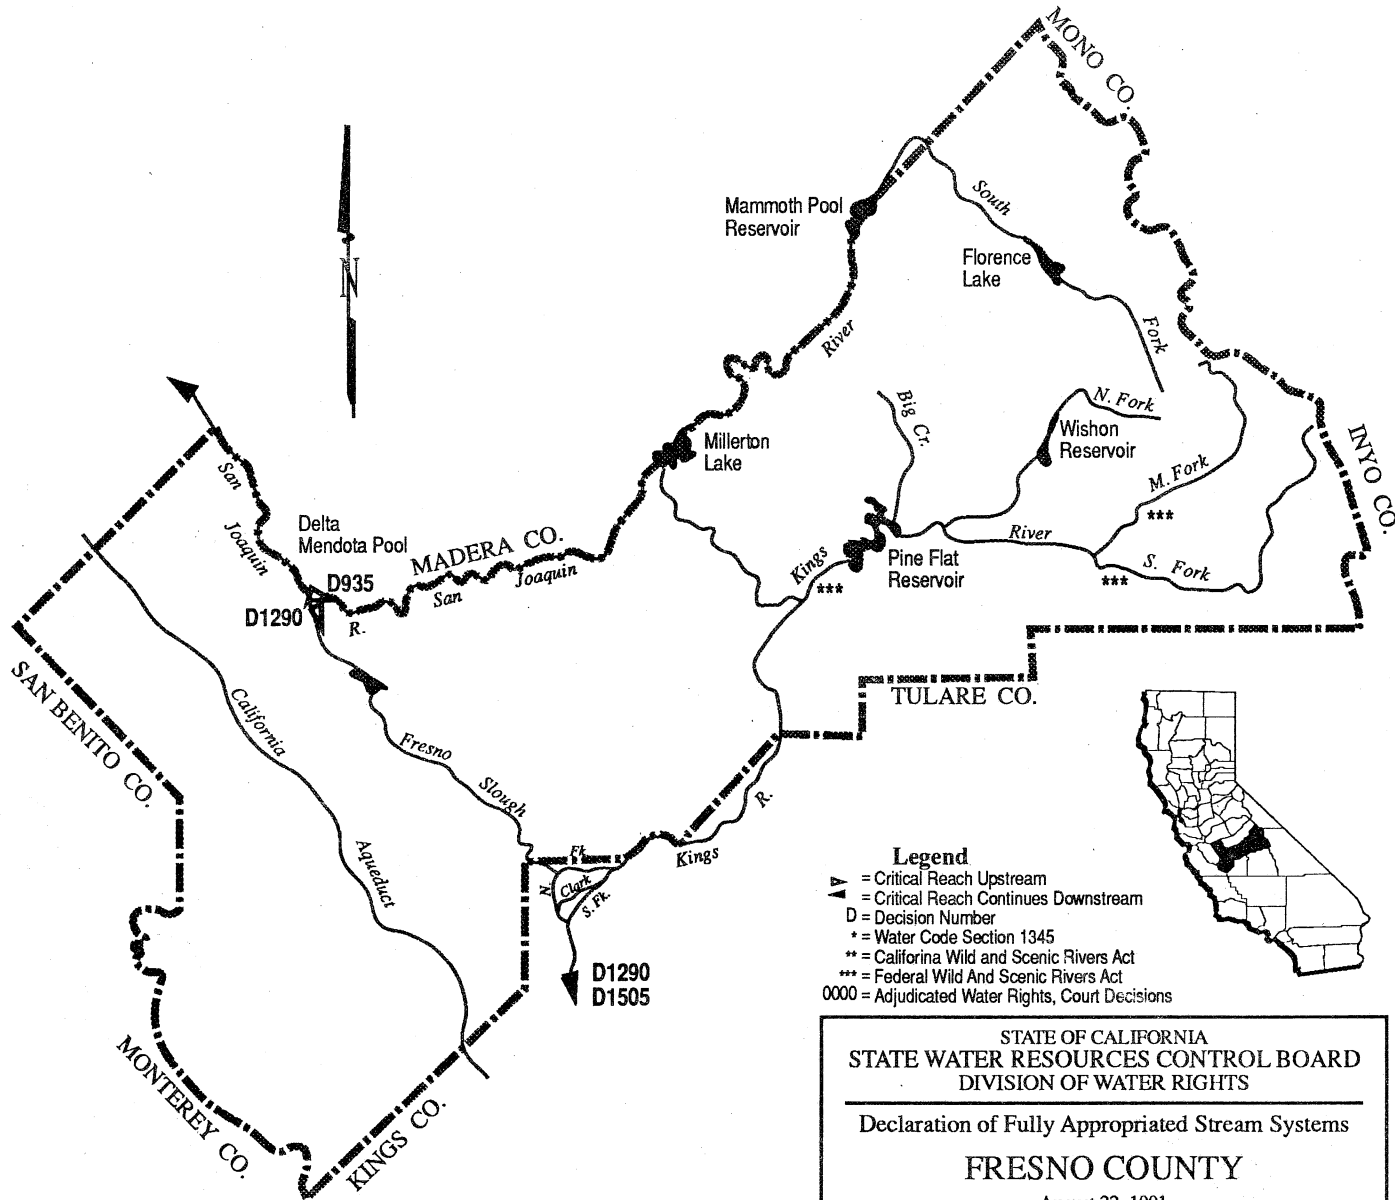 MONO CO.
Mammoth Pool
Reservoir
South
Florence
Lake
Fork
River
N
Big Cr.
N. Fork
Wishon
Reservoir
INYO CO.
Millerton
Lake
M. Fork
***
San
Joaquin
Delta
Mendota Pool
MADERA CO.
D935
D1290
R.
San
Joaquin
Kings
***
Pine Flat
Reservoir
River
***
S. Fork
TULARE CO.
SAN BENITO CO.
California
Aqueduct
Fresno
Slough
R.
Kings
Fk.
N.
Clark
S. Fk.
D1290
D1505
MONTEREY CO.
KINGS CO.
Legend
= Critical Reach Upstream
= Critical Reach Continues Downstream
D = Decision Number
* = Water Code Section 1345
** = Califorina Wild and Scenic Rivers Act
*** = Federal Wild And Scenic Rivers Act
0000 = Adjudicated Water Rights, Court Decisions
STATE OF CALIFORNIA
STATE WATER RESOURCES CONTROL BOARD
DIVISION OF WATER RIGHTS
Declaration of Fully Appropriated Stream Systems
FRESNO COUNTY
August 22, 1991